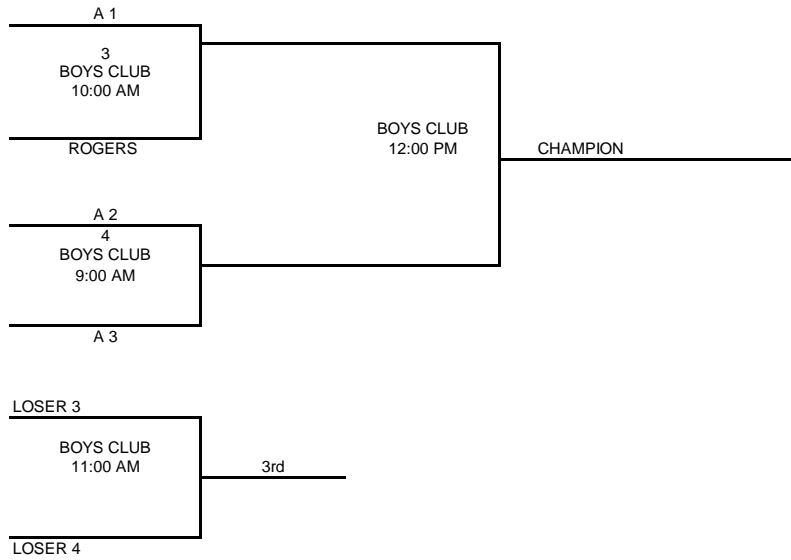 A 1
3
BOYS CLUB
10:00 AM
ROGERS
BOYS CLUB
12:00 PM
CHAMPION
A 2
4
BOYS CLUB
9:00 AM
A 3
LOSER 3
BOYS CLUB
11:00 AM
3rd
LOSER 4